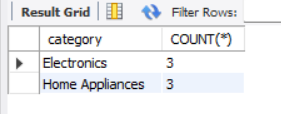 Result Grid Filter Rows:
category COUNT(*)
Electronics 3
Home Appliances 3